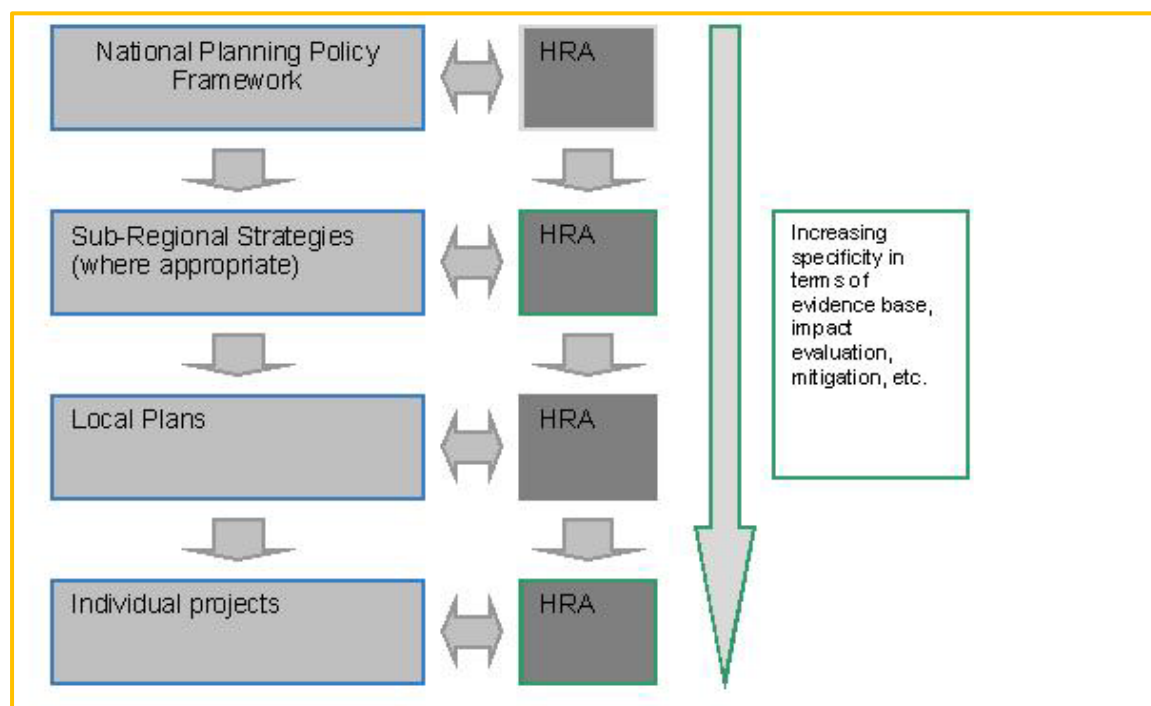 National Planning Policy
Framework
HRA
Sub-Regional Strategies
(where appropriate)
HRA
Increasing
specificity in
terms of
evidence base,
impact
evaluation,
mitigation, etc.
Local Plans
HRA
Individual projects
HRA